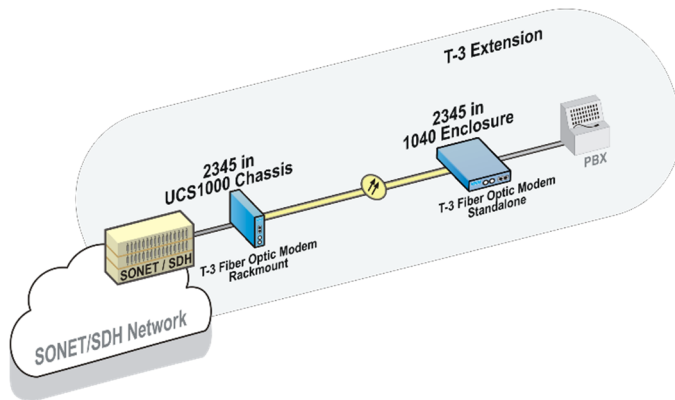 T-3 Extension
2345 in
1040 Enclosure
PBX
T-3 Fiber Optic Modem
Standalone
2345 in
UCS1000 Chassis
T-3 Fiber Optic Modem
Rackmount
SONET / SDH
SONET/SDH Network